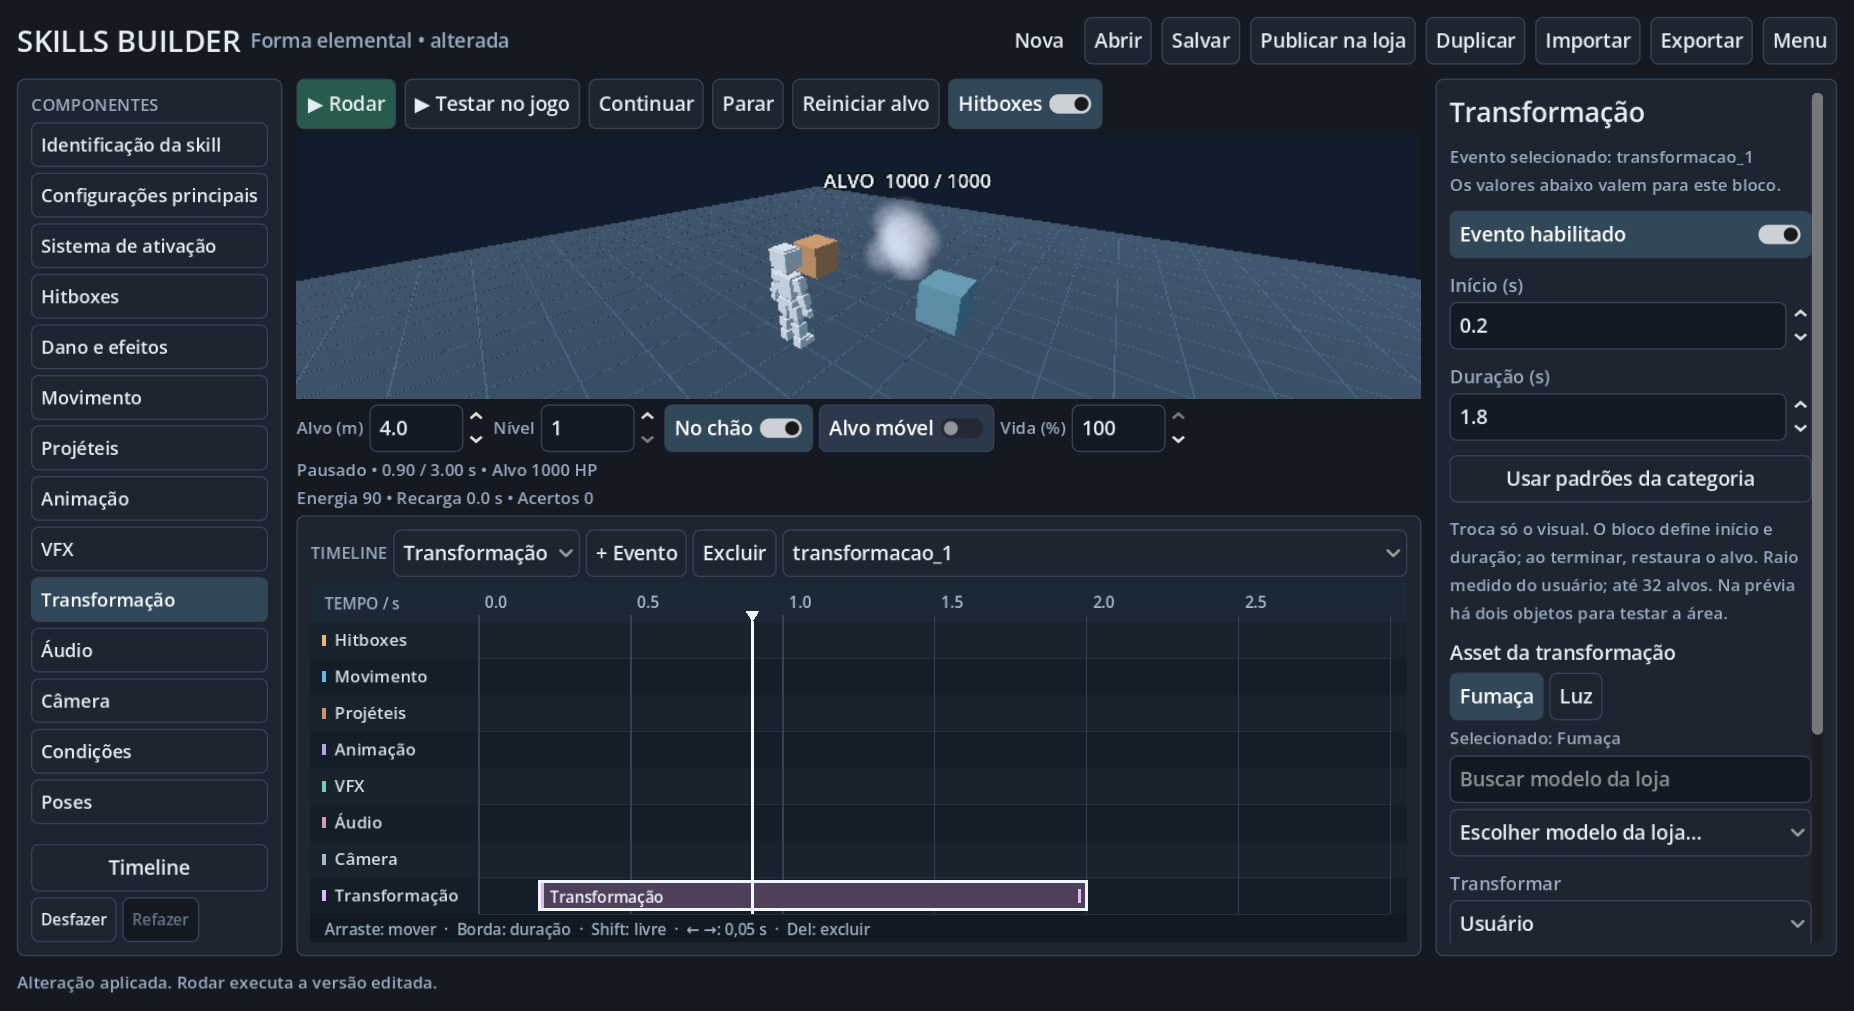 SKILLS BUILDER Forma elemental • alterada
Nova Abrir Salvar Publicar na loja Duplicar Importar Exportar Menu
COMPONENTES
Identificação da skill
Configurações principais
Sistema de ativação
Hitboxes
Dano e efeitos
Movimento
Projéteis
Animação
VFX
Transformação
Áudio
Câmera
Condições
Poses
Timeline
Desfazer Refazer
▶ Rodar ▶ Testar no jogo Continuar Parar Reiniciar alvo Hitboxes
ALVO 1000 / 1000
Alvo (m) 4.0 Nível 1 No chão Alvo móvel Vida (%) 100
Pausado • 0.90 / 3.00 s • Alvo 1000 HP
Energia 90 • Recarga 0.0 s • Acertos 0
TIMELINE Transformação + Evento Excluir transformacao_1
TEMPO / s 0.0 0.5 1.0 1.5 2.0 2.5
Hitboxes
Movimento
Projéteis
Animação
VFX
Áudio
Câmera
Transformação Transformação
Arraste: mover · Borda: duração · Shift: livre · ← →: 0,05 s · Del: excluir
Transformação
Evento selecionado: transformacao_1
Os valores abaixo valem para este bloco.
Evento habilitado
Início (s)
0.2
Duração (s)
1.8
Usar padrões da categoria
Troca só o visual. O bloco define início e
duração; ao terminar, restaura o alvo. Raio
medido do usuário; até 32 alvos. Na prévia
há dois objetos para testar a área.
Asset da transformação
Fumaça Luz
Selecionado: Fumaça
Buscar modelo da loja
Escolher modelo da loja...
Transformar
Usuário
Alteração aplicada. Rodar executa a versão editada.